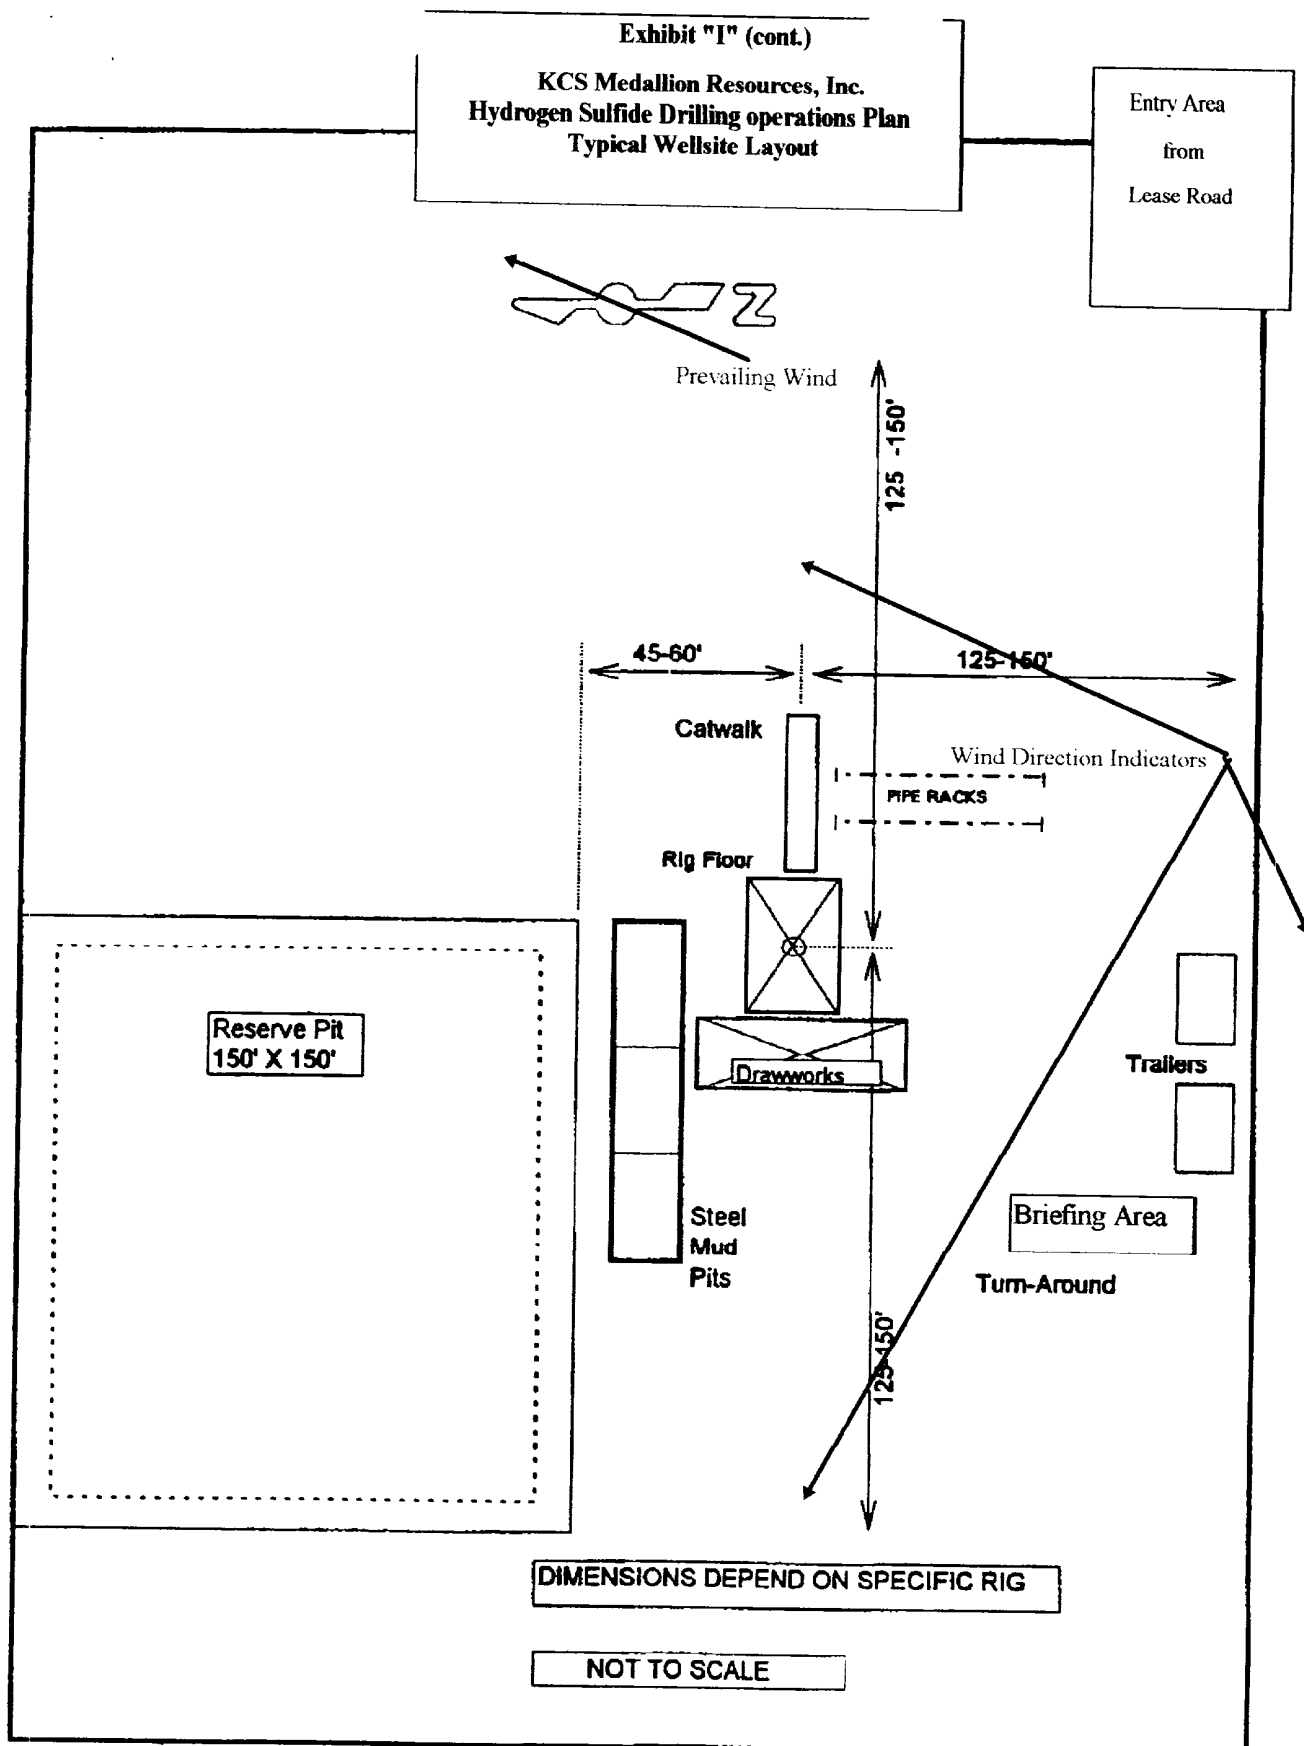 Exhibit "I" (cont.)
KCS Medallion Resources, Inc.
Hydrogen Sulfide Drilling operations Plan
Typical Wellsite Layout
Entry Area
from
Lease Road
N
Prevailing Wind
125 -150'
45-60'
125-150'
Catwalk
Wind Direction Indicators
PIPE RACKS
Rig Floor
Reserve Pit
150' X 150'
Drawworks
Trailers
Steel
Mud
Pits
Briefing Area
Turn-Around
125-150'
DIMENSIONS DEPEND ON SPECIFIC RIG
NOT TO SCALE